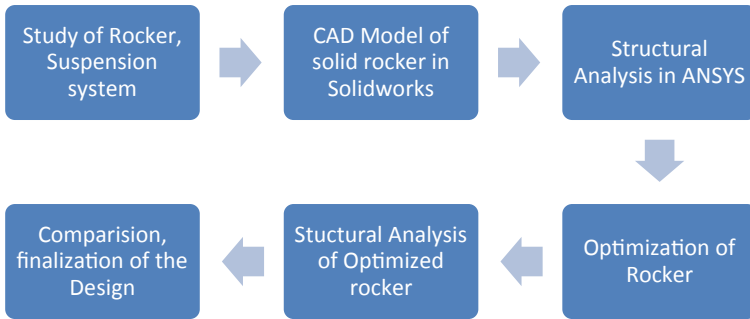 Study of Rocker,
Suspension
system
CAD Model of
solid rocker in
Solidworks
Structural
Analysis in ANSYS
Optimization of
Rocker
Stuctural Analysis
of Optimized
rocker
Comparision,
finalization of the
Design